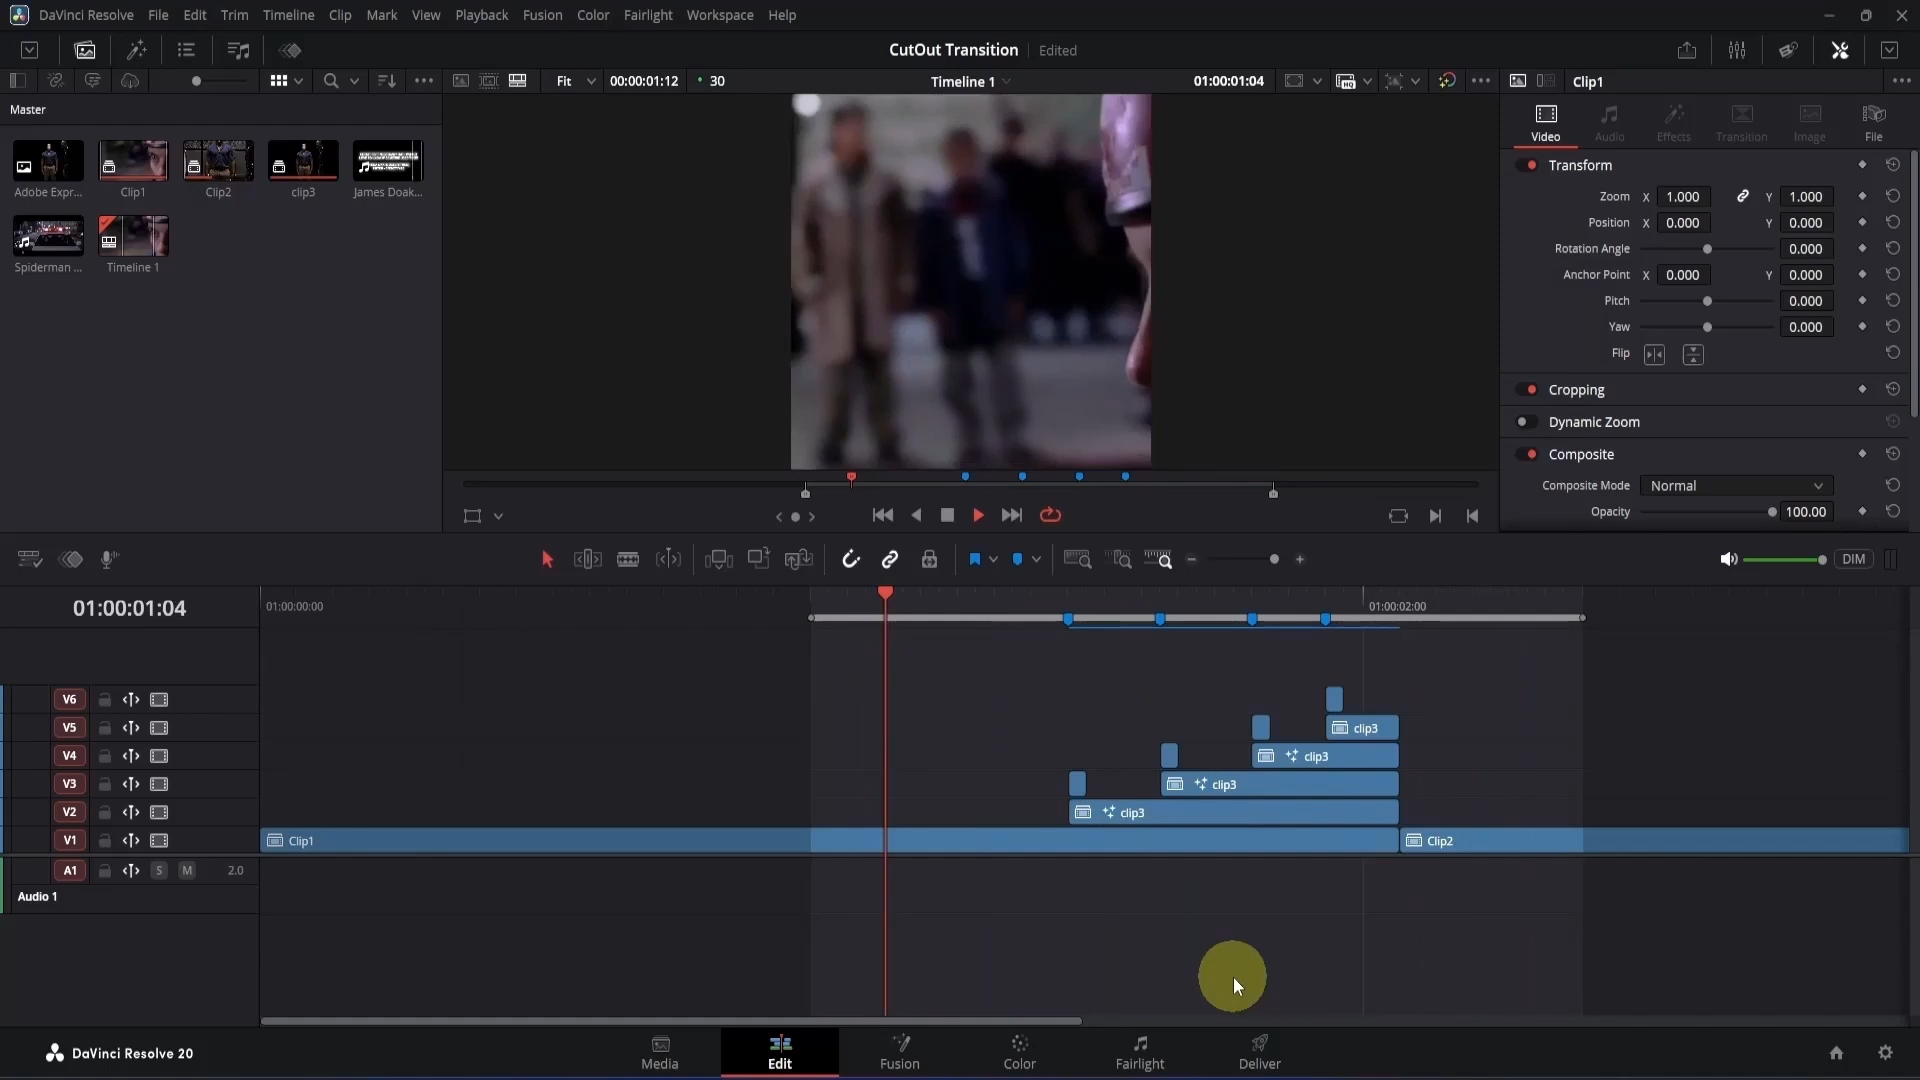 DaVinci Resolve File Edit Trim Timeline Clip Mark View Playback Fusion Color Fairlight Workspace Help
CutOut Transition Edited
Fit 00:00:01:12 30 Timeline 1 01:00:01:04 Clip1
Master
Video Audio Effects Transition Image File
Adobe Expr... Clip1 Clip2 clip3 James Doak...
Spiderman ... Timeline 1
Transform
Zoom X 1.000 Y 1.000
Position X 0.000 Y 0.000
Rotation Angle 0.000
Anchor Point X 0.000 Y 0.000
Pitch 0.000
Yaw 0.000
Flip
Cropping
Dynamic Zoom
Composite
Composite Mode Normal
Opacity 100.00
DIM
01:00:01:04 01:00:00:00 01:00:02:00
V6
V5 clip3
V4 clip3
V3 clip3
V2 clip3
V1 Clip1 Clip2
A1 S M 2.0
Audio 1
DaVinci Resolve 20 Media Edit Fusion Color Fairlight Deliver